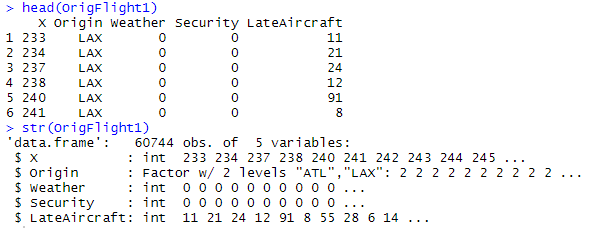 > head(OrigFlight1)
X Origin Weather Security LateAircraft
1 233 LAX 0 0 11
2 234 LAX 0 0 21
3 237 LAX 0 0 24
4 238 LAX 0 0 12
5 240 LAX 0 0 91
6 241 LAX 0 0 8
> str(OrigFlight1)
'data.frame': 60744 obs. of 5 variables:
$ X : int 233 234 237 238 240 241 242 243 244 245 ...
$ Origin : Factor w/ 2 levels "ATL","LAX": 2 2 2 2 2 2 2 2 2 2 ...
$ Weather : int 0 0 0 0 0 0 0 0 0 0 ...
$ Security : int 0 0 0 0 0 0 0 0 0 0 ...
$ LateAircraft: int 11 21 24 12 91 8 55 28 6 14 ...